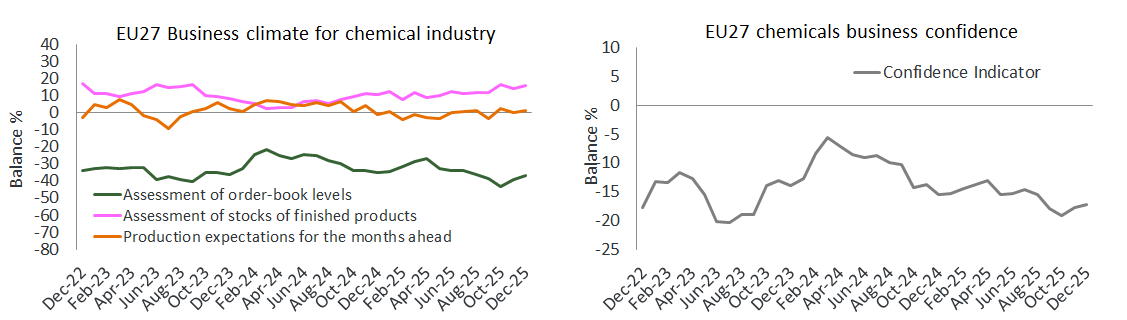 EU27 Business climate for chemical industry
40
30
20
10
0
-10
-20
-30
-40
-50
-60
-70
-80
Balance %
Assessment of order-book levels
Assessment of stocks of finished products
Production expectations for the months ahead
Dec-22
Feb-23
Apr-23
Jun-23
Aug-23
Oct-23
Dec-23
Feb-24
Apr-24
Jun-24
Aug-24
Oct-24
Dec-24
Feb-25
Apr-25
Jun-25
Aug-25
Oct-25
Dec-25
EU27 chemicals business confidence
10
5
0
-5
-10
-15
-20
-25
Balance %
Confidence Indicator
Dec-22
Feb-23
Apr-23
Jun-23
Aug-23
Oct-23
Dec-23
Feb-24
Apr-24
Jun-24
Aug-24
Oct-24
Dec-24
Feb-25
Apr-25
Jun-25
Aug-25
Oct-25
Dec-25